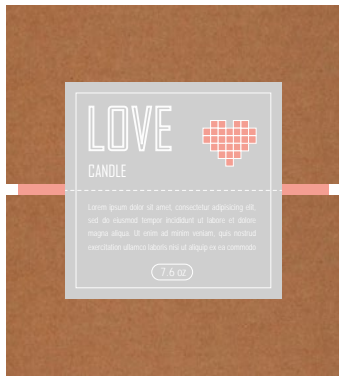 LOVE
CANDLE
Lorem ipsum dolor sit amet, consectetur adipisicing elit,
sed do eiusmod tempor incididunt ut labore et dolore
magna aliqua. Ut enim ad minim veniam, quis nostrud
exercitation ullamco laboris nisi ut aliquip ex ea commodo
7.6 oz